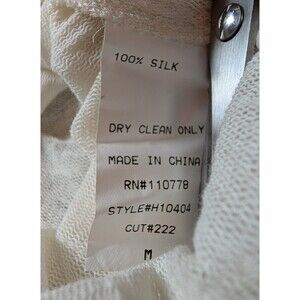 100% SILK
DRY CLEAN ONLY
MADE IN CHINA
RN#110778
STYLE#H10404
CUT#222
M